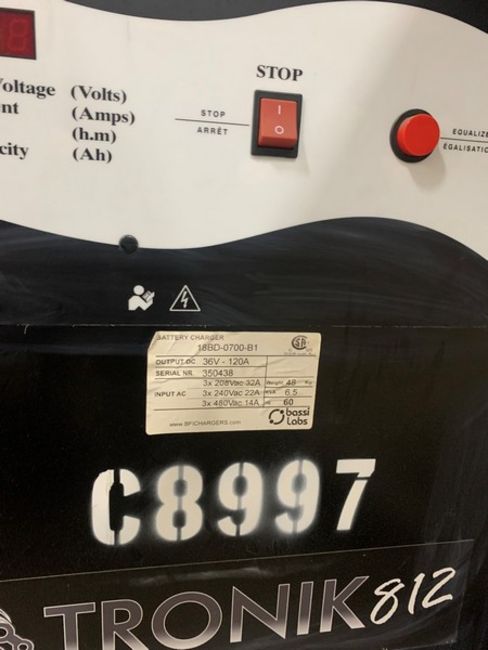 Voltage (Volts)
(Amps)
(h.m)
city (Ah)
STOP
STOP
ARRÊT
I
O
EQUALIZE
ÉGALISATIO
BATTERY CHARGER
18BD-0700-B1
OUTPUT DC 36V - 120A
SERIAL NR. 350438
INPUT AC
3x 208Vac 32A Weight 48 Kg
3x 240Vac 22A KVA 6.5
3x 480Vac 14A Hz 60
www.BFICHARGERS.com
bassi
Labs
C8997
TRONIK 812